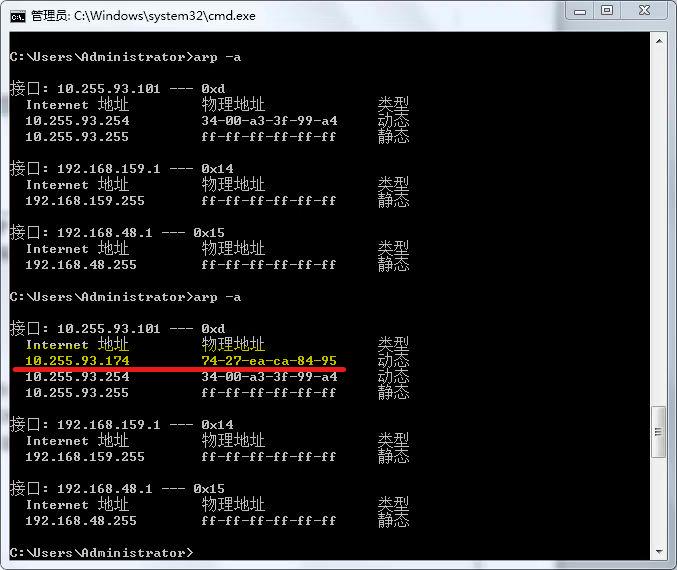 管理员: C:\Windows\system32\cmd.exe
C:\Users\Administrator>arp -a
接口: 10.255.93.101 --- 0xd
Internet 地址 物理地址 类型
10.255.93.254 34-00-a3-3f-99-a4 动态
10.255.93.255 ff-ff-ff-ff-ff-ff 静态
接口: 192.168.159.1 --- 0x14
Internet 地址 物理地址 类型
192.168.159.255 ff-ff-ff-ff-ff-ff 静态
接口: 192.168.48.1 --- 0x15
Internet 地址 物理地址 类型
192.168.48.255 ff-ff-ff-ff-ff-ff 静态
C:\Users\Administrator>arp -a
接口: 10.255.93.101 --- 0xd
Internet 地址 物理地址 类型
10.255.93.174 74-27-ea-ca-84-95 动态
10.255.93.254 34-00-a3-3f-99-a4 动态
10.255.93.255 ff-ff-ff-ff-ff-ff 静态
接口: 192.168.159.1 --- 0x14
Internet 地址 物理地址 类型
192.168.159.255 ff-ff-ff-ff-ff-ff 静态
接口: 192.168.48.1 --- 0x15
Internet 地址 物理地址 类型
192.168.48.255 ff-ff-ff-ff-ff-ff 静态
C:\Users\Administrator>